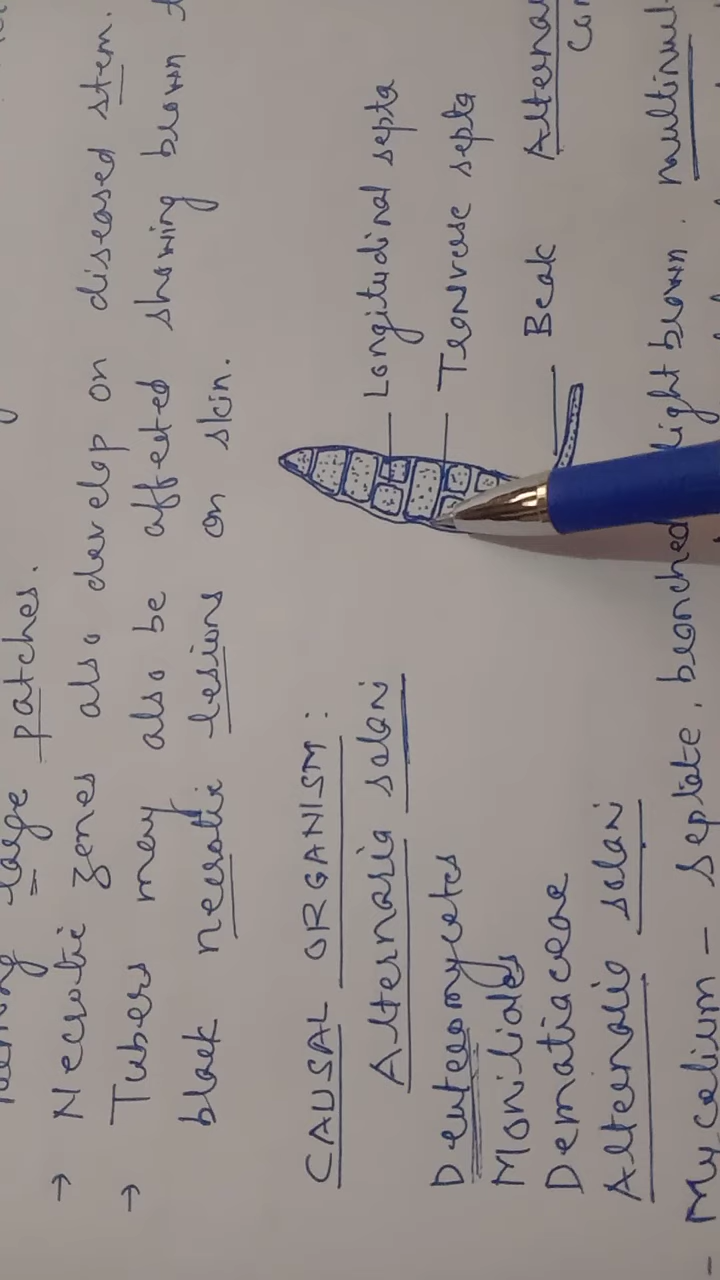 large patches.
→ Necrotic zones also develop on diseased stem.
→ Tubers may also be affected showing brown
black necrotic lesions on skin.
CAUSAL ORGANISM:
Alternaria solani
Deuteromycetes
Moniliales
Dematiaceae
Alternaria solani
Longitudinal septa
Transverse septa
Beak
- Mycelium - septate, branched light brown.